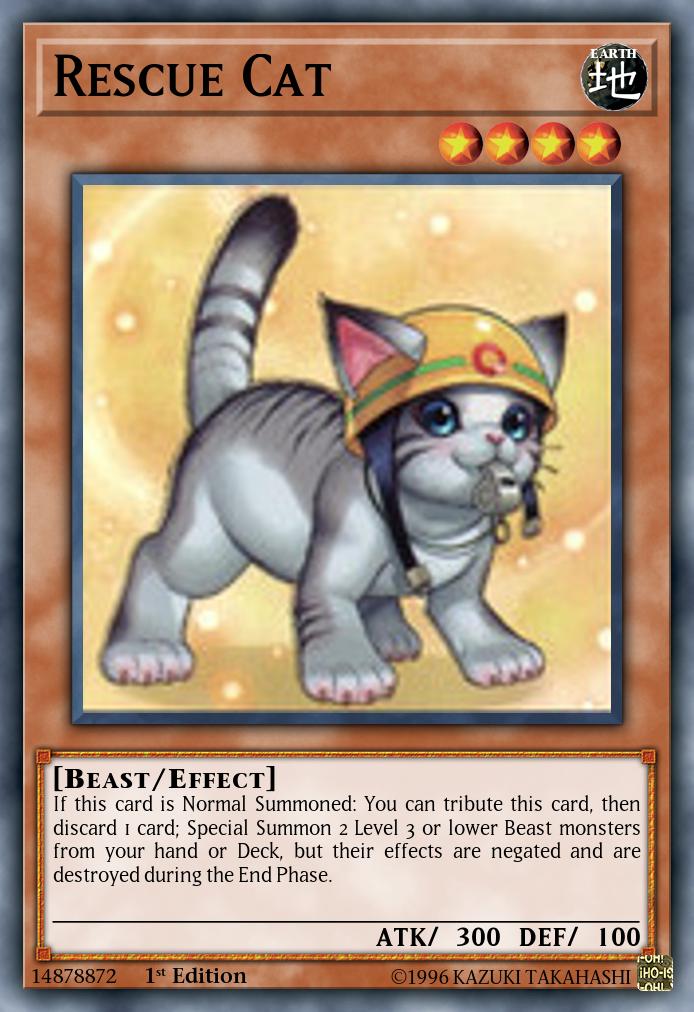 Rescue Cat
EARTH
地
[Beast/Effect]
If this card is Normal Summoned: You can tribute this card, then
discard 1 card; Special Summon 2 Level 3 or lower Beast monsters
from your hand or Deck, but their effects are negated and are
destroyed during the End Phase.
ATK/ 300 DEF/ 100
14878872 1st Edition ©1996 KAZUKI TAKAHASHI